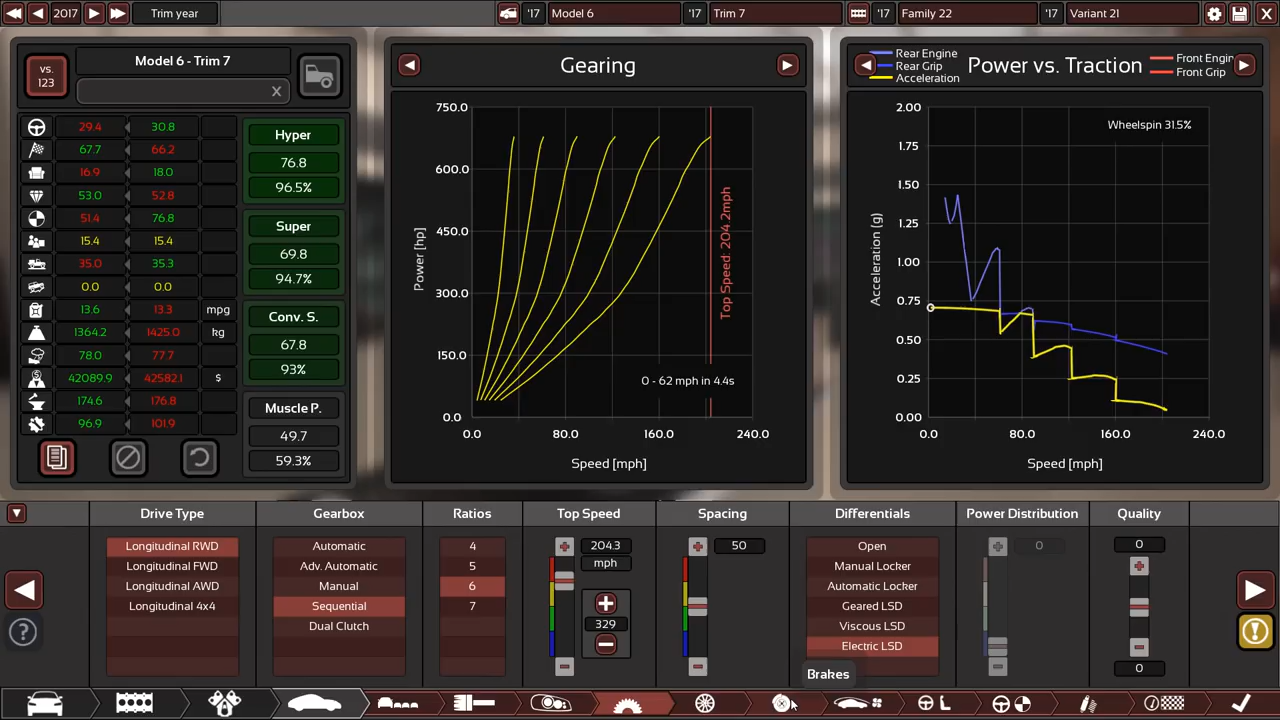 2017
Trim year
'17
Model 6
'17
Trim 7
'17
Family 22
'17
Variant 21
vs.
123
Model 6 - Trim 7
X
29.4 30.8
67.7 66.2
16.9 18.0
53.0 52.8
51.4 76.8
15.4 15.4
35.0 35.3
0.0 0.0
13.6 13.3 mpg
1364.2 1425.0 kg
78.0 77.7
42089.9 42582.1 $
174.6 176.8
96.9 101.9
Hyper
76.8
96.5%
Super
69.8
94.7%
Conv. S.
67.8
93%
Muscle P.
49.7
59.3%
Gearing
750.0
600.0
450.0
300.0
150.0
0.0
Power [hp]
Top Speed: 204.2mph
0 - 62 mph in 4.4s
0.0 80.0 160.0 240.0
Speed [mph]
Rear Engine
Rear Grip
Acceleration
Power vs. Traction
Front Engin
Front Grip
Wheelspin 31.5%
2.00
1.75
1.50
1.25
1.00
0.75
0.50
0.25
0.00
Acceleration (g)
0.0 80.0 160.0 240.0
Speed [mph]
Drive Type
Longitudinal RWD
Longitudinal FWD
Longitudinal AWD
Longitudinal 4x4
Gearbox
Automatic
Adv. Automatic
Manual
Sequential
Dual Clutch
Ratios
4
5
6
7
Top Speed
204.3
mph
329
Spacing
50
Differentials
Open
Manual Locker
Automatic Locker
Geared LSD
Viscous LSD
Electric LSD
Power Distribution
0
Quality
0
0
?
Brakes